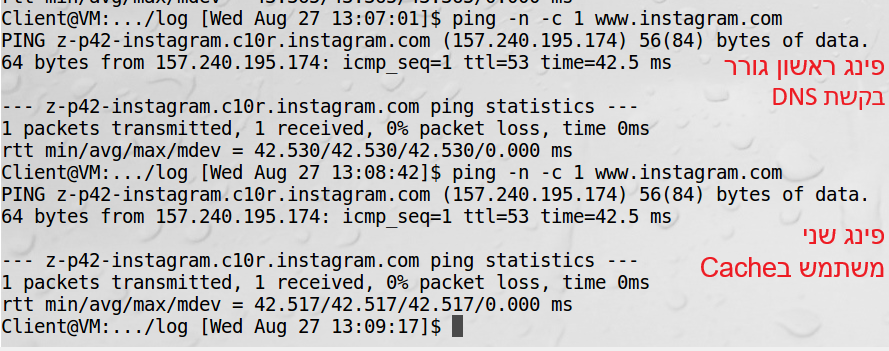 rtt min/avg/max/mdev = 43.565/43.565/43.565/0.000 ms
Client@VM:.../log [Wed Aug 27 13:07:01]$ ping -n -c 1 www.instagram.com
PING z-p42-instagram.c10r.instagram.com (157.240.195.174) 56(84) bytes of data.
64 bytes from 157.240.195.174: icmp_seq=1 ttl=53 time=42.5 ms
פינג ראשון גורר
בקשת DNS
--- z-p42-instagram.c10r.instagram.com ping statistics ---
1 packets transmitted, 1 received, 0% packet loss, time 0ms
rtt min/avg/max/mdev = 42.530/42.530/42.530/0.000 ms
Client@VM:.../log [Wed Aug 27 13:08:42]$ ping -n -c 1 www.instagram.com
PING z-p42-instagram.c10r.instagram.com (157.240.195.174) 56(84) bytes of data.
64 bytes from 157.240.195.174: icmp_seq=1 ttl=53 time=42.5 ms
פינג שני
משתמש בCache
--- z-p42-instagram.c10r.instagram.com ping statistics ---
1 packets transmitted, 1 received, 0% packet loss, time 0ms
rtt min/avg/max/mdev = 42.517/42.517/42.517/0.000 ms
Client@VM:.../log [Wed Aug 27 13:09:17]$